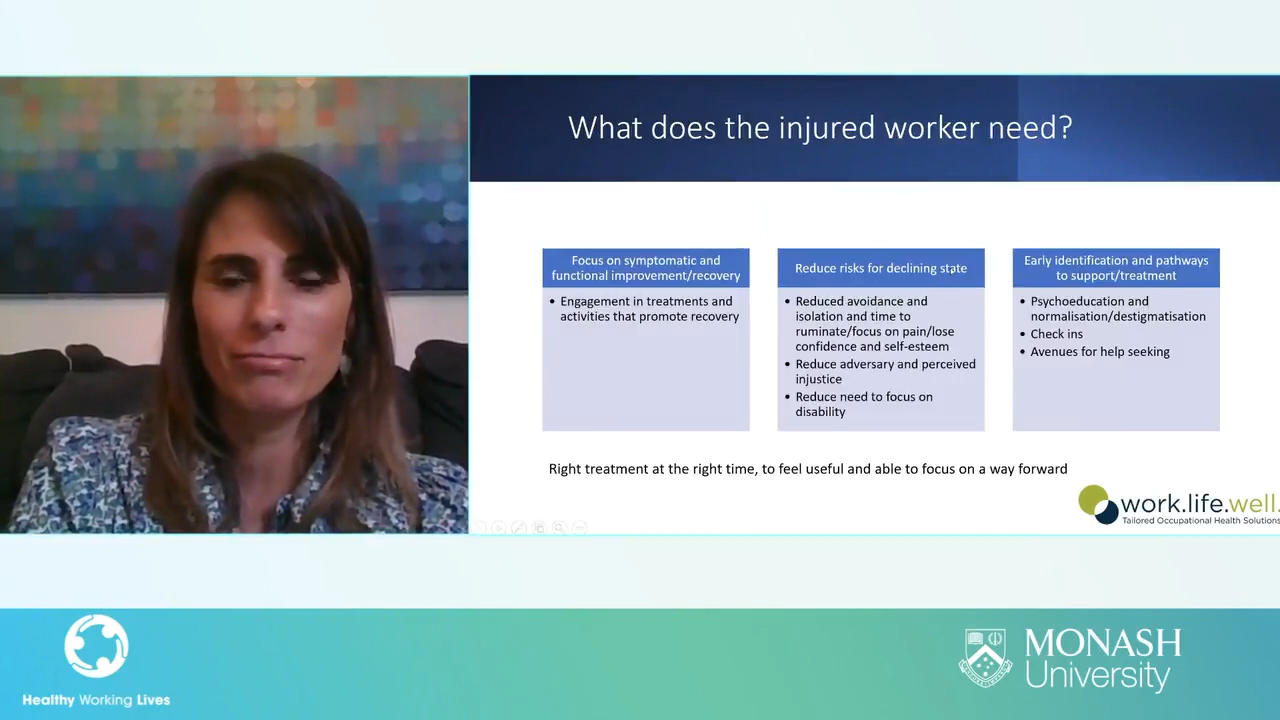 What does the injured worker need?
Focus on symptomatic and
functional improvement/recovery
• Engagement in treatments and
activities that promote recovery
Reduce risks for declining state
• Reduced avoidance and
isolation and time to
ruminate/focus on pain/lose
confidence and self-esteem
• Reduce adversary and perceived
injustice
• Reduce need to focus on
disability
Early identification and pathways
to support/treatment
• Psychoeducation and
normalisation/destigmatisation
• Check ins
• Avenues for help seeking
Right treatment at the right time, to feel useful and able to focus on a way forward
work.life.well.
Tailored Occupational Health Solutions
Healthy Working Lives
MONASH
University